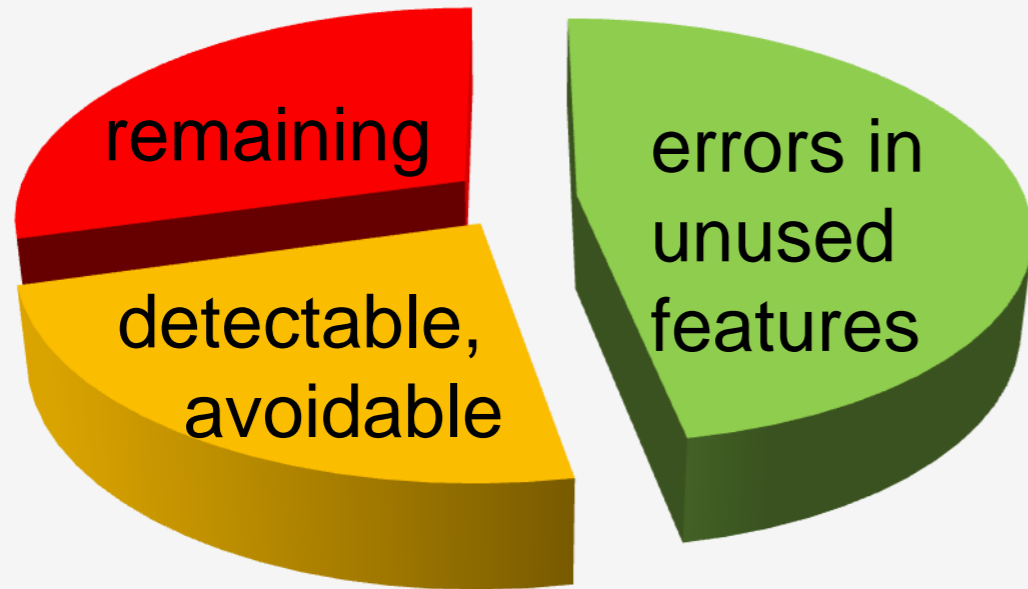 remaining
errors in
unused
features
detectable,
avoidable